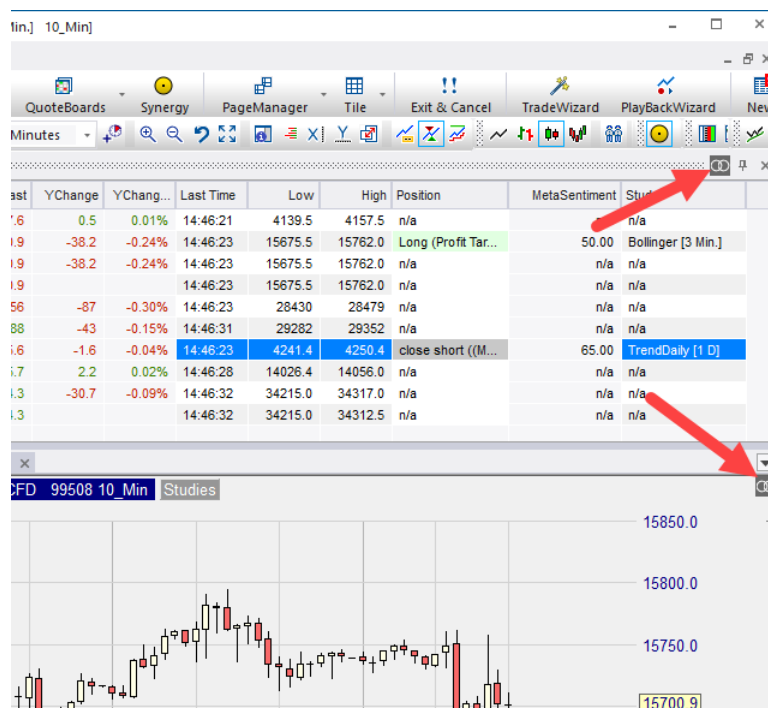 Min.] 10_Min]
QuoteBoards Synergy PageManager Tile Exit & Cancel TradeWizard PlayBackWizard
Minutes
YChange YChang... Last Time Low High Position MetaSentiment
0.5 0.01% 14:46:21 4139.5 4157.5 n/a n/a
-38.2 -0.24% 14:46:23 15675.5 15762.0 Long (Profit Tar... 50.00 Bollinger [3 Min.]
-38.2 -0.24% 14:46:23 15675.5 15762.0 n/a n/a n/a
14:46:23 15675.5 15762.0 n/a n/a n/a
-87 -0.30% 14:46:23 28430 28479 n/a n/a n/a
-43 -0.15% 14:46:31 29282 29352 n/a n/a n/a
-1.6 -0.04% 14:46:23 4241.4 4250.4 close short ((M... 65.00 TrendDaily [1 D]
2.2 0.02% 14:46:28 14026.4 14056.0 n/a n/a n/a
-30.7 -0.09% 14:46:32 34215.0 34317.0 n/a n/a n/a
14:46:32 34215.0 34312.5 n/a n/a n/a
CFD 99508 10_Min Studies
15850.0
15800.0
15750.0
15700.9